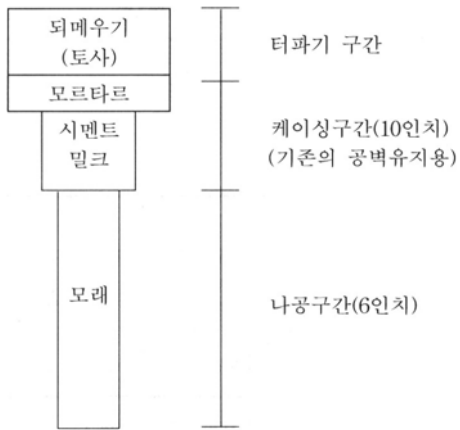 되메우기
(토사)
터파기 구간
모르타르
시멘트
밀크
케이싱구간(10인치)
(기존의 공벽유지용)
모래
나공구간(6인치)